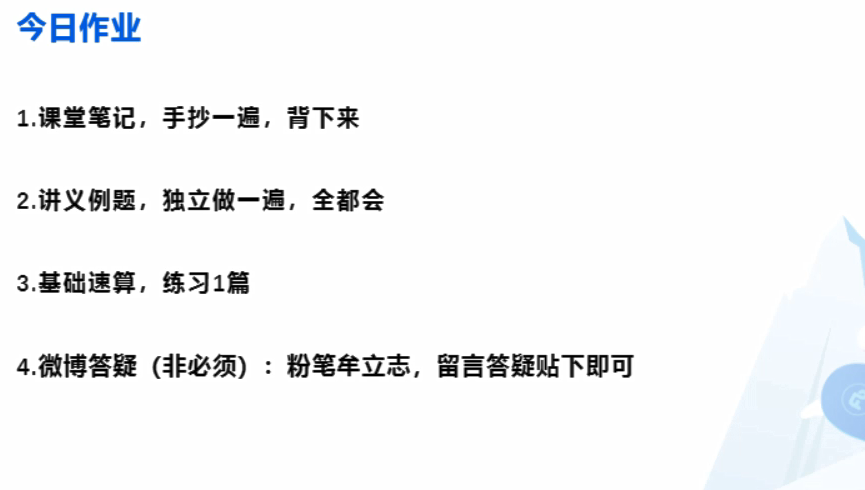 今日作业
1.课堂笔记，手抄一遍，背下来
2.讲义例题，独立做一遍，全都会
3.基础速算，练习1篇
4.微博答疑（非必须）：粉笔牟立志，留言答疑贴下即可